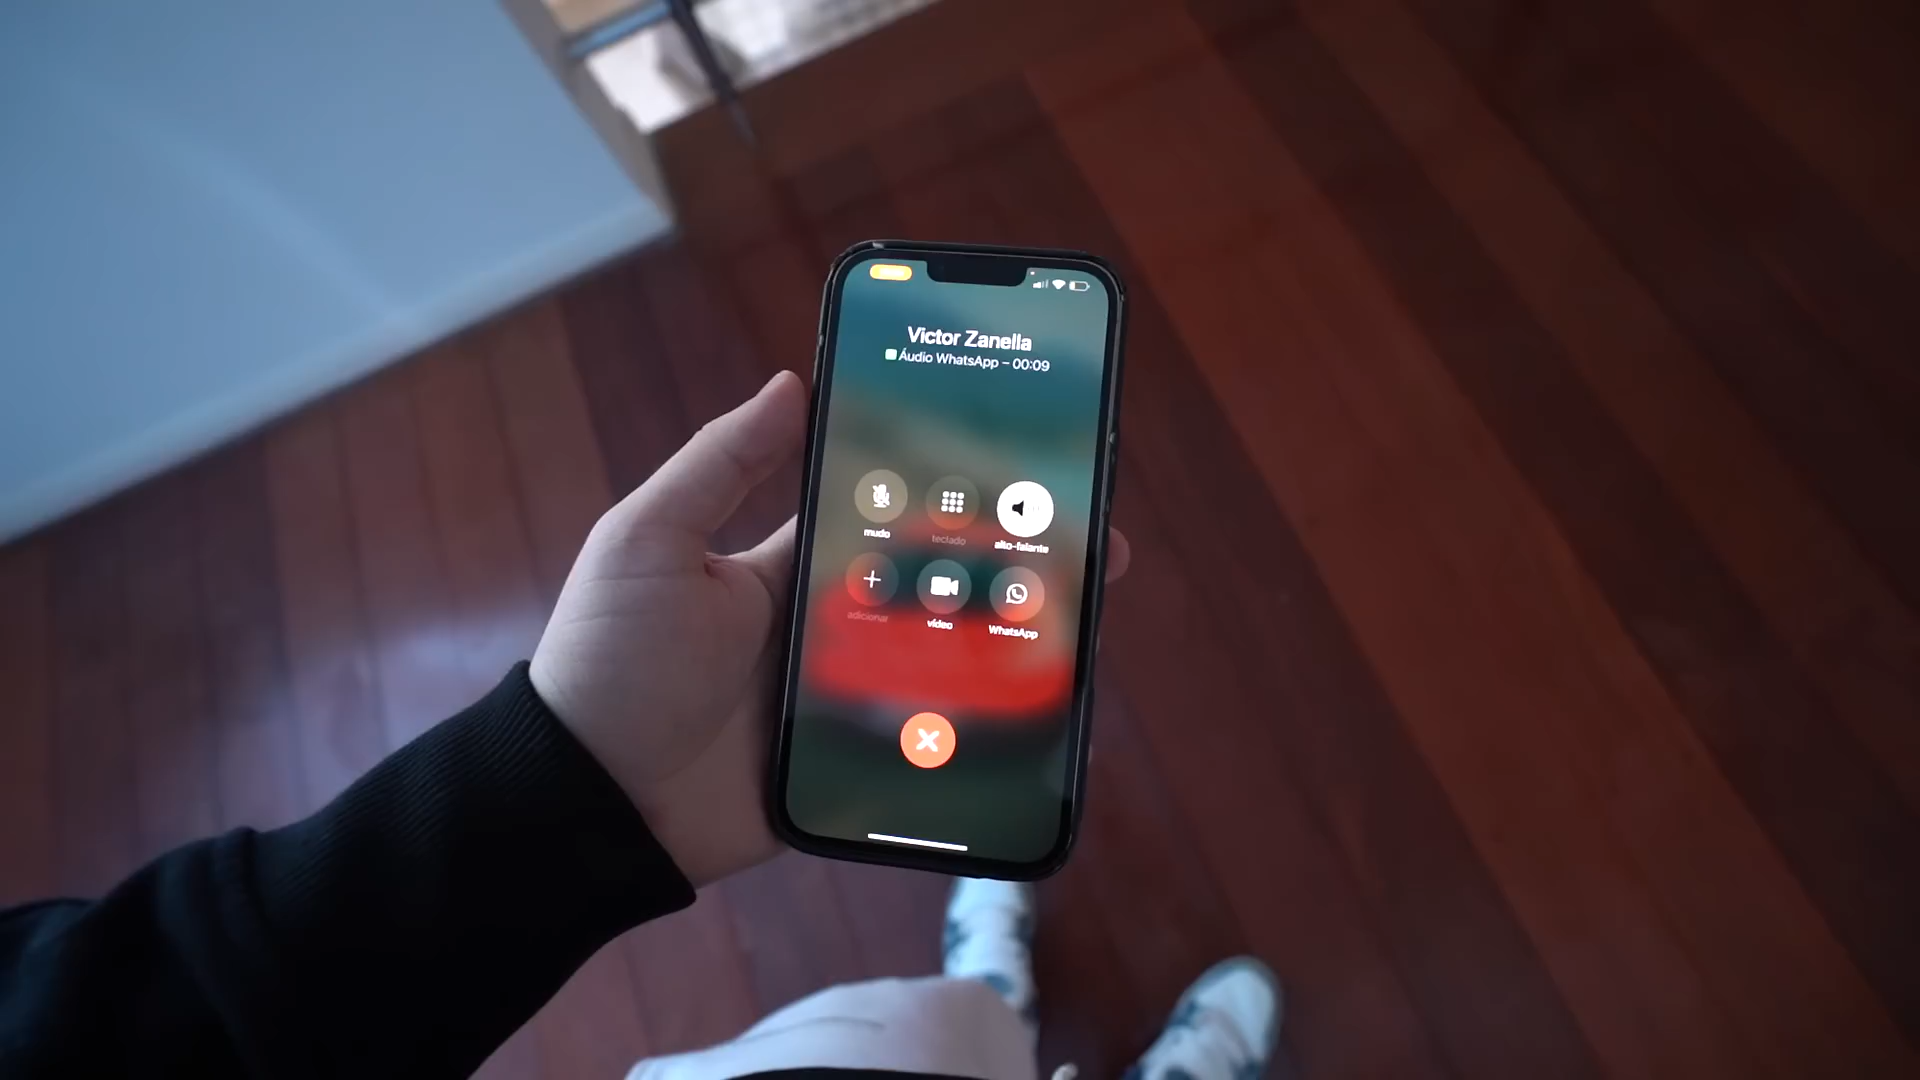 Victor Zanella
Áudio WhatsApp – 00:09
mudo
teclado
alto-falante
adicionar
vídeo
WhatsApp